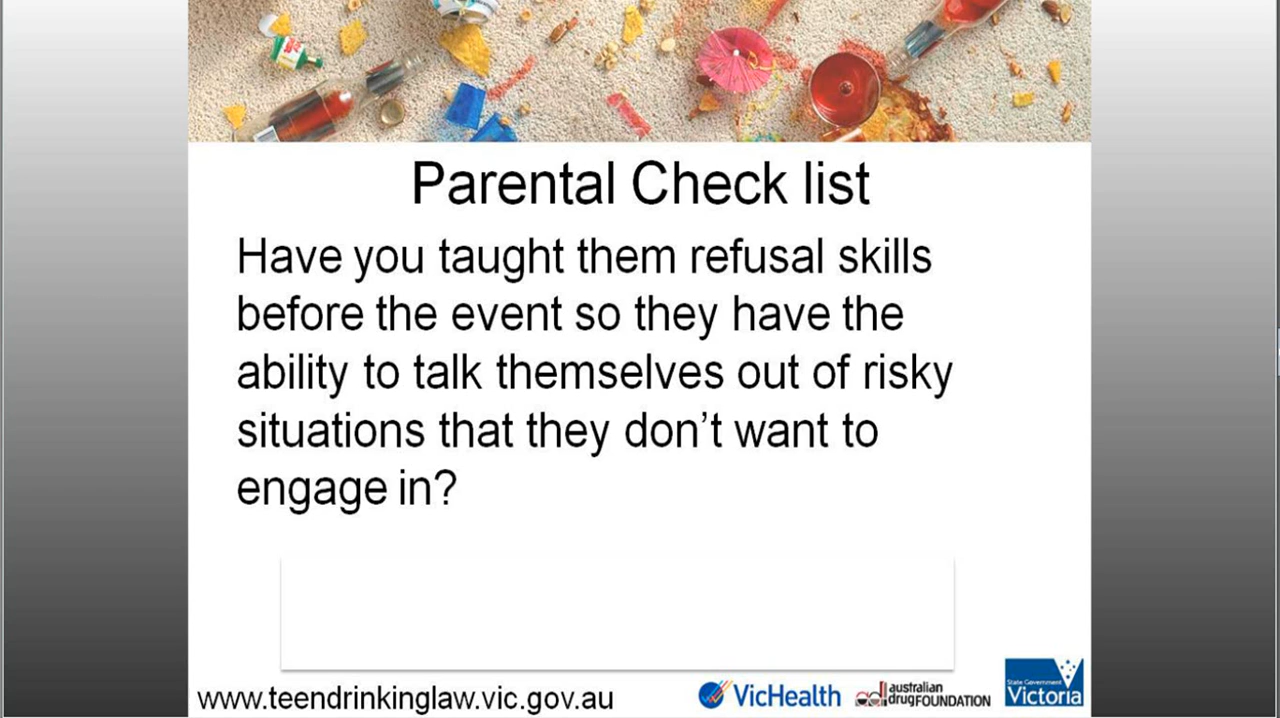 Parental Check list
Have you taught them refusal skills
before the event so they have the
ability to talk themselves out of risky
situations that they don't want to
engage in?
www.teendrinkinglaw.vic.gov.au
VicHealth
australian
drugFOUNDATION
State Government
Victoria